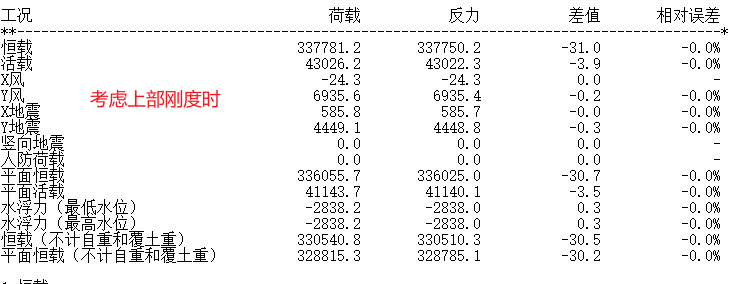 工况 荷载 反力 差值 相对误差
**---------------------------------------------------------------------------------------*
恒载 337781.2 337750.2 -31.0 -0.0%
活载 43026.2 43022.3 -3.9 -0.0%
X风 -24.3 -24.3 0.0 -
Y风 6935.6 6935.4 -0.2 -0.0%
考虑上部刚度时
X地震 585.8 585.7 -0.0 -0.0%
Y地震 4449.1 4448.8 -0.3 -0.0%
竖向地震 0.0 0.0 0.0 -
人防荷载 0.0 0.0 0.0 -
平面恒载 336055.7 336025.0 -30.7 -0.0%
平面活载 41143.7 41140.1 -3.5 -0.0%
水浮力（最低水位） -2838.2 -2838.0 0.3 -0.0%
水浮力（最高水位） -2838.2 -2838.0 0.3 -0.0%
恒载（不计自重和覆土重） 330540.8 330510.3 -30.5 -0.0%
平面恒载（不计自重和覆土重） 328815.3 328785.1 -30.2 -0.0%